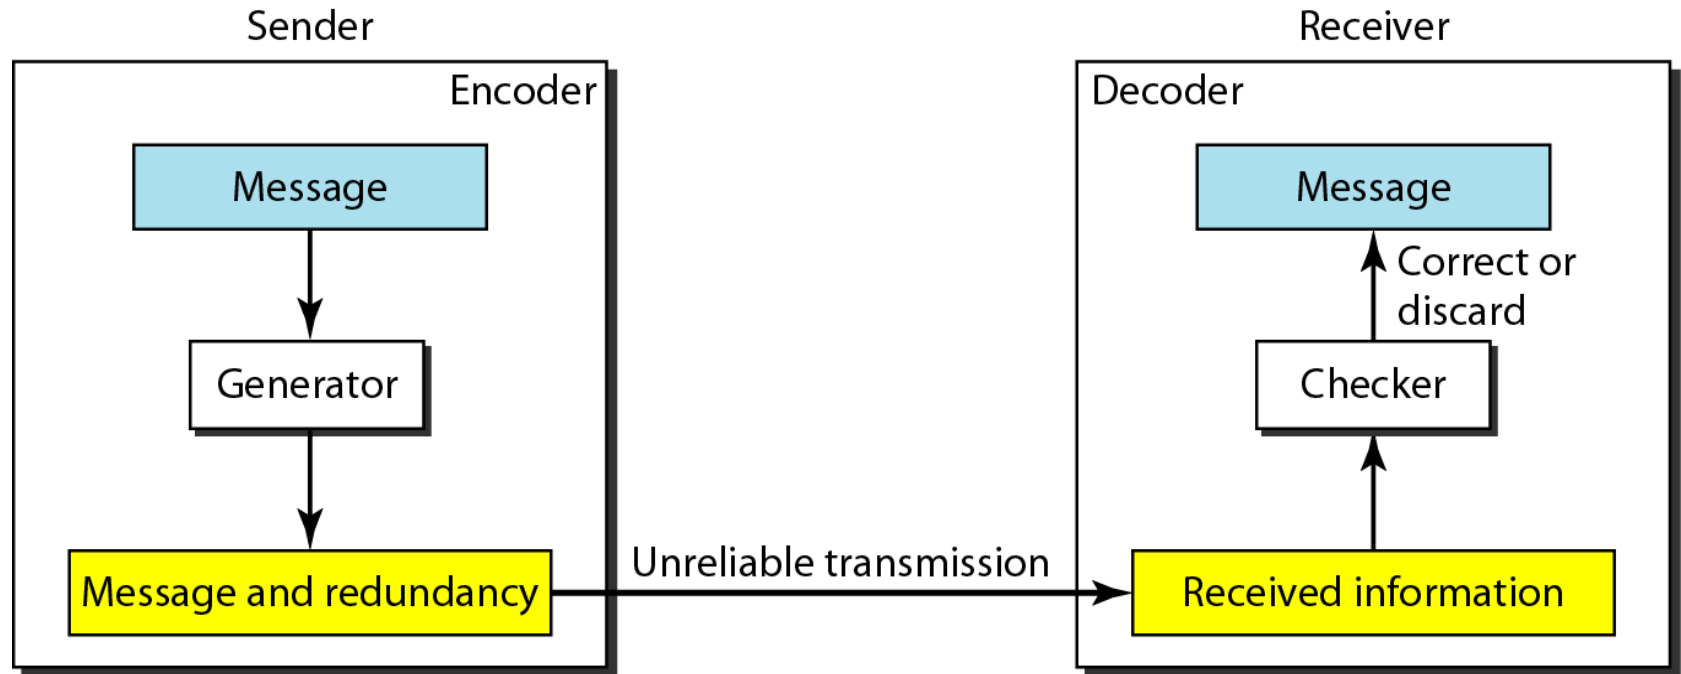 Sender
Encoder
Message
Generator
Message and redundancy
Unreliable transmission
Receiver
Decoder
Message
Correct or
discard
Checker
Received information